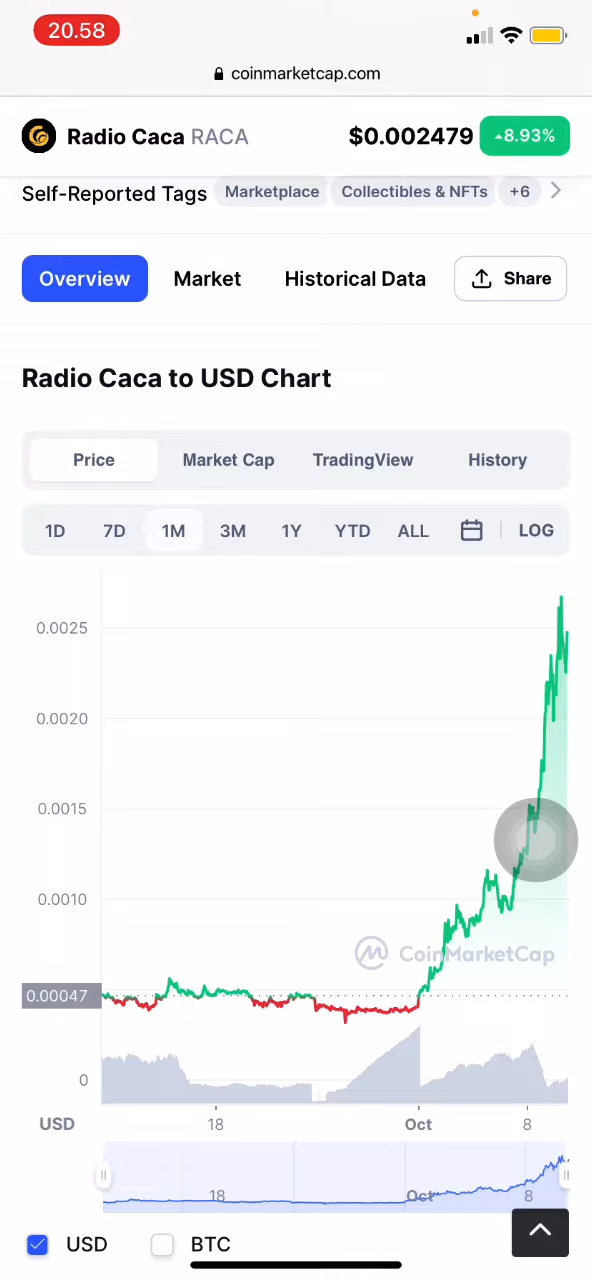 20.58
coinmarketcap.com
Radio Caca RACA $0.002479 8.93%
Self-Reported Tags Marketplace Collectibles & NFTs +6
Overview Market Historical Data Share
Radio Caca to USD Chart
Price Market Cap TradingView History
1D 7D 1M 3M 1Y YTD ALL LOG
0.0025
0.0020
0.0015
0.0010
CoinMarketCap
0.00047
0
USD 18 Oct 8
18 Oct 8
USD BTC